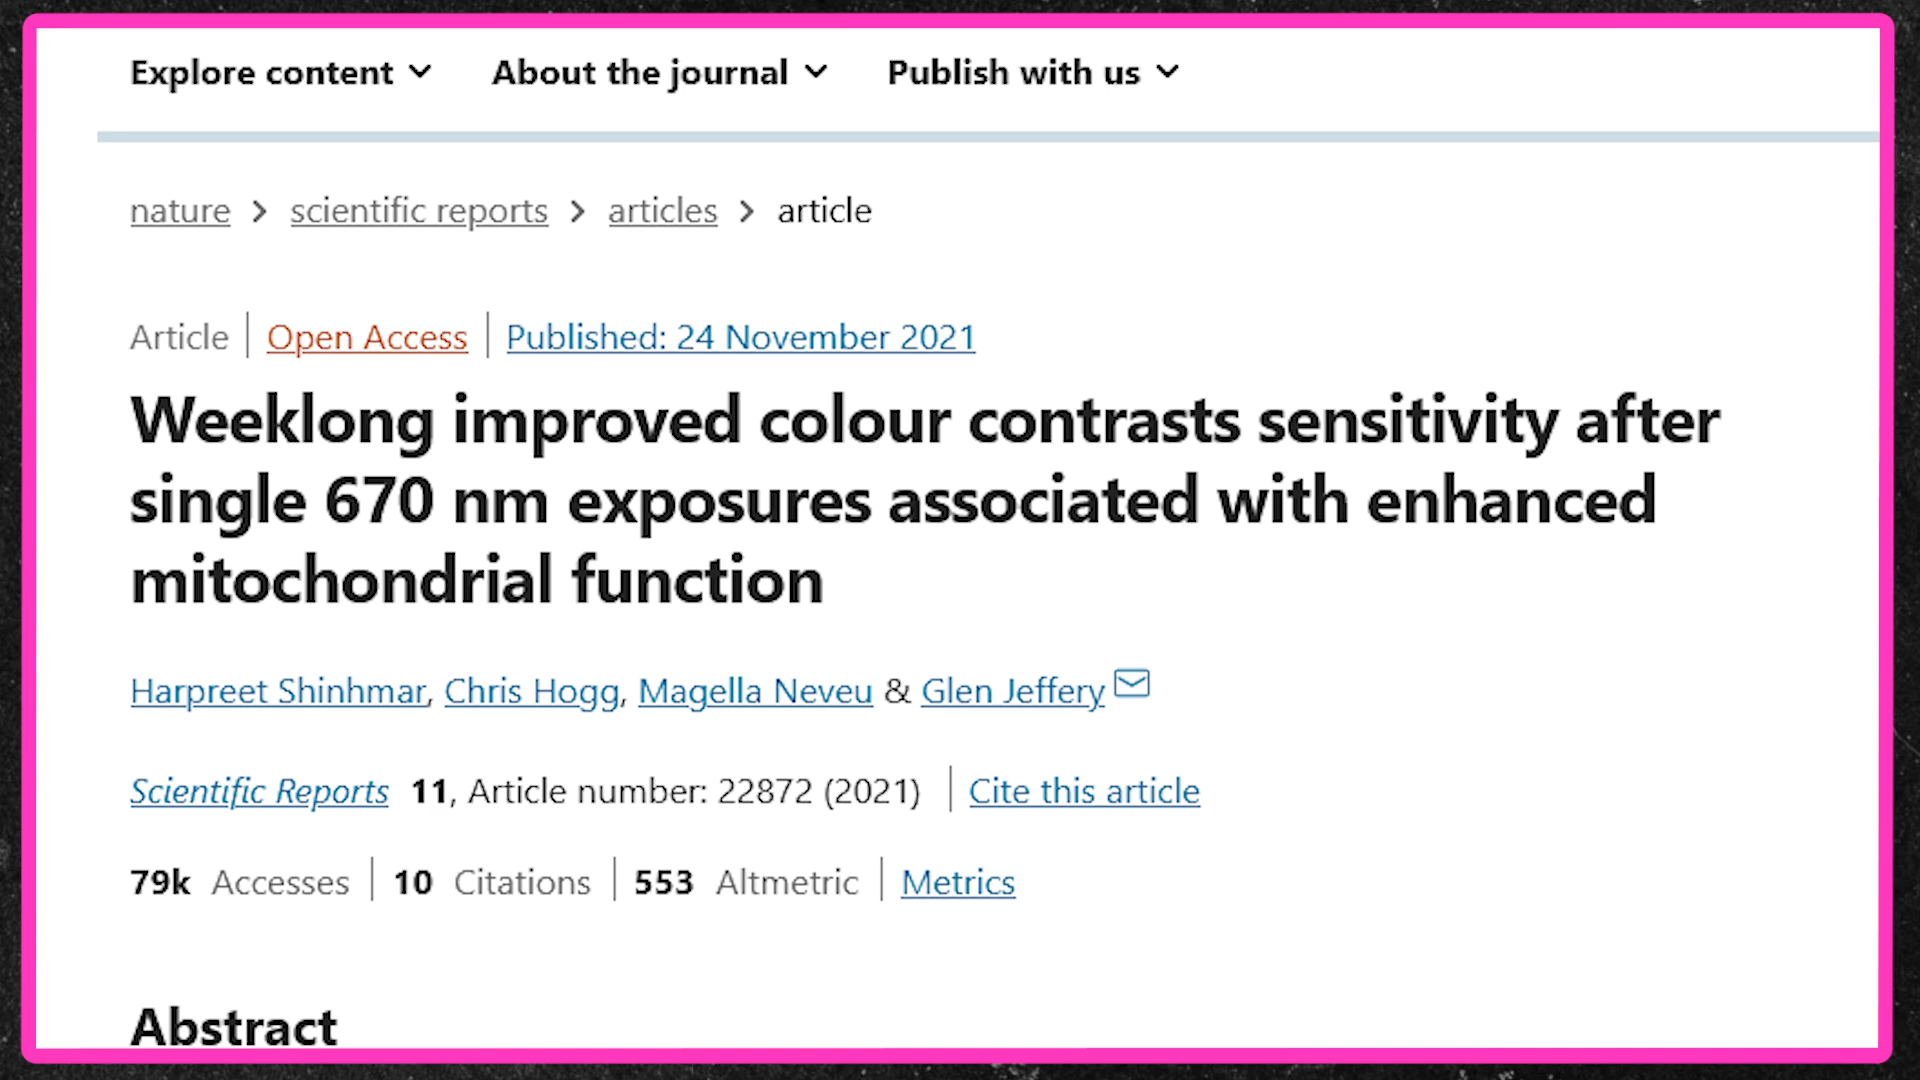 Explore content About the journal Publish with us
nature > scientific reports > articles > article
Article | Open Access | Published: 24 November 2021
Weeklong improved colour contrasts sensitivity after
single 670 nm exposures associated with enhanced
mitochondrial function
Harpreet Shinhmar, Chris Hogg, Magella Neveu & Glen Jeffery
Scientific Reports 11, Article number: 22872 (2021) | Cite this article
79k Accesses | 10 Citations | 553 Altmetric | Metrics
Abstract